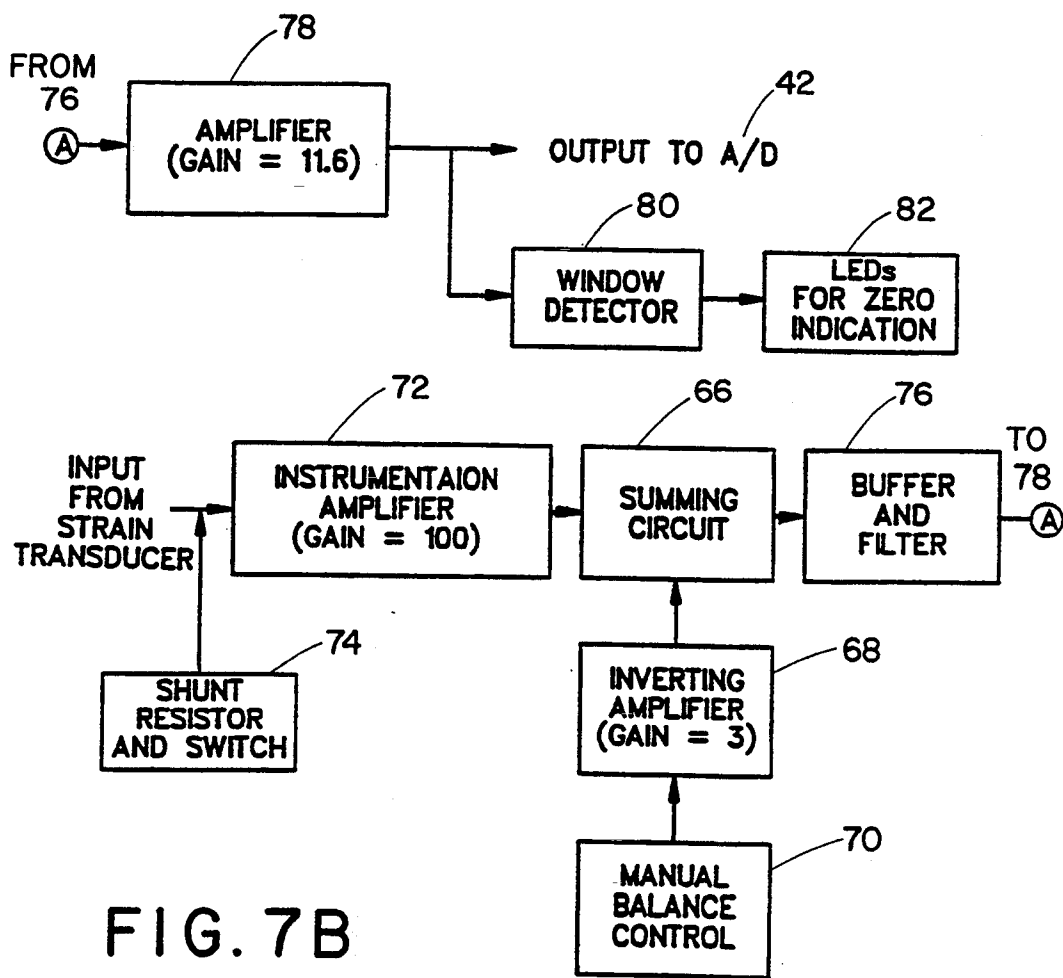 78
FROM
76
A
AMPLIFIER
(GAIN = 11.6)
42
OUTPUT TO A/D
80
WINDOW
DETECTOR
82
LEDs
FOR ZERO
INDICATION
72
66
76
INPUT
FROM
STRAIN
TRANSDUCER
INSTRUMENTAION
AMPLIFIER
(GAIN = 100)
SUMMING
CIRCUIT
BUFFER
AND
FILTER
TO
78
A
74
SHUNT
RESISTOR
AND SWITCH
68
INVERTING
AMPLIFIER
(GAIN = 3)
70
MANUAL
BALANCE
CONTROL
FIG. 7B